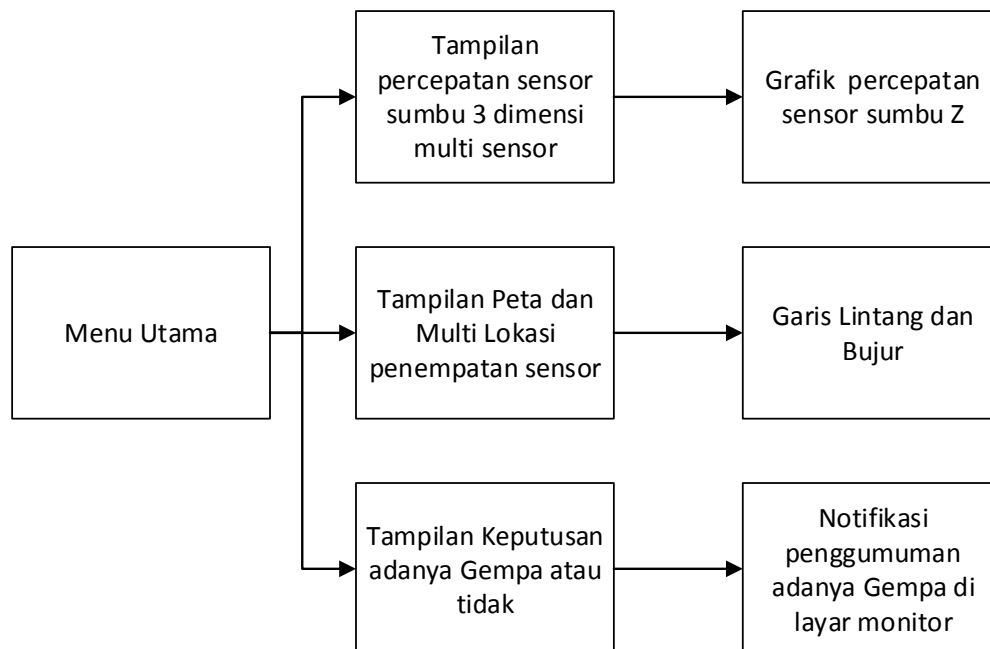 Tampilan
percepatan sensor
sumbu 3 dimensi
multi sensor
Grafik percepatan
sensor sumbu Z
Menu Utama
Tampilan Peta dan
Multi Lokasi
penempatan sensor
Garis Lintang dan
Bujur
Tampilan Keputusan
adanya Gempa atau
tidak
Notifikasi
penggumuman
adanya Gempa di
layar monitor